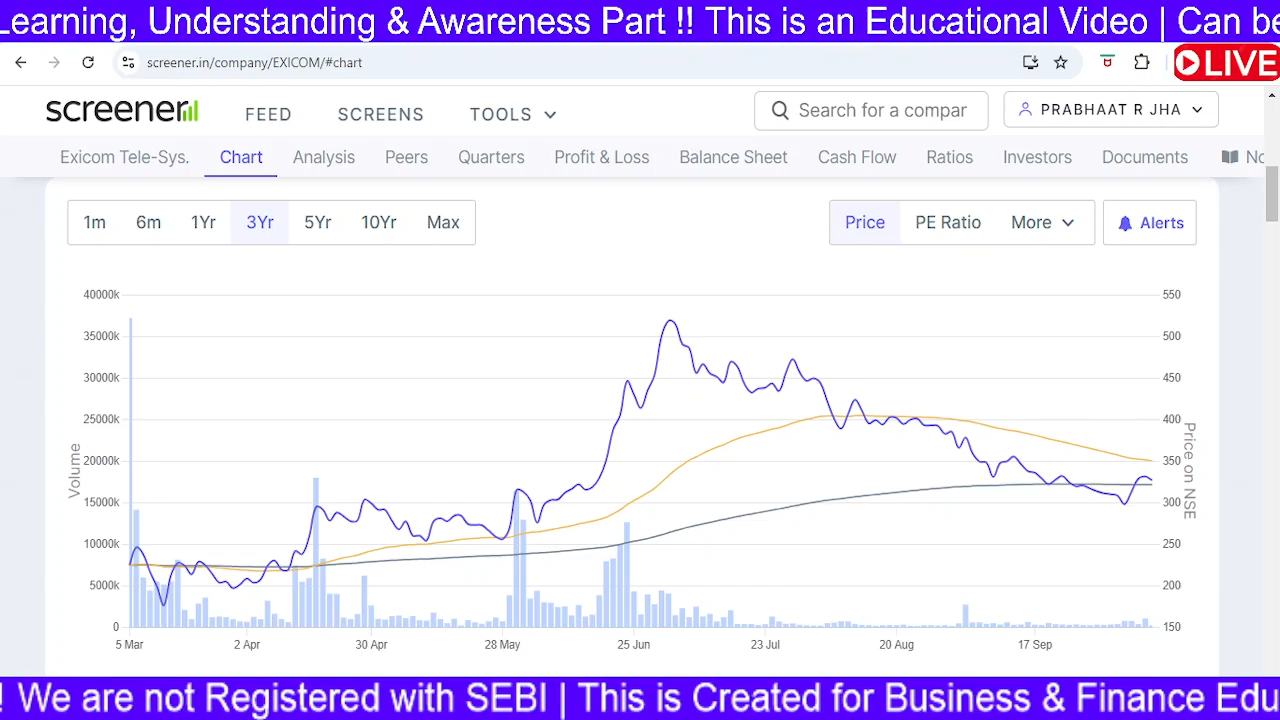 Learning, Understanding & Awareness Part !! This is an Educational Video | Can be
screener.in/company/EXICOM/#chart
LIVE
screener
FEED SCREENS TOOLS
Search for a compar
PRABHAAT R JHA
Exicom Tele-Sys. Chart Analysis Peers Quarters Profit & Loss Balance Sheet Cash Flow Ratios Investors Documents No
1m 6m 1Yr 3Yr 5Yr 10Yr Max
Price PE Ratio More
Alerts
40000k 550
35000k 500
30000k 450
25000k 400
20000k 350
15000k 300
10000k 250
5000k 200
0 150
Volume
Price on NSE
5 Mar 2 Apr 30 Apr 28 May 25 Jun 23 Jul 20 Aug 17 Sep
! We are not Registered with SEBI | This is Created for Business & Finance Edu